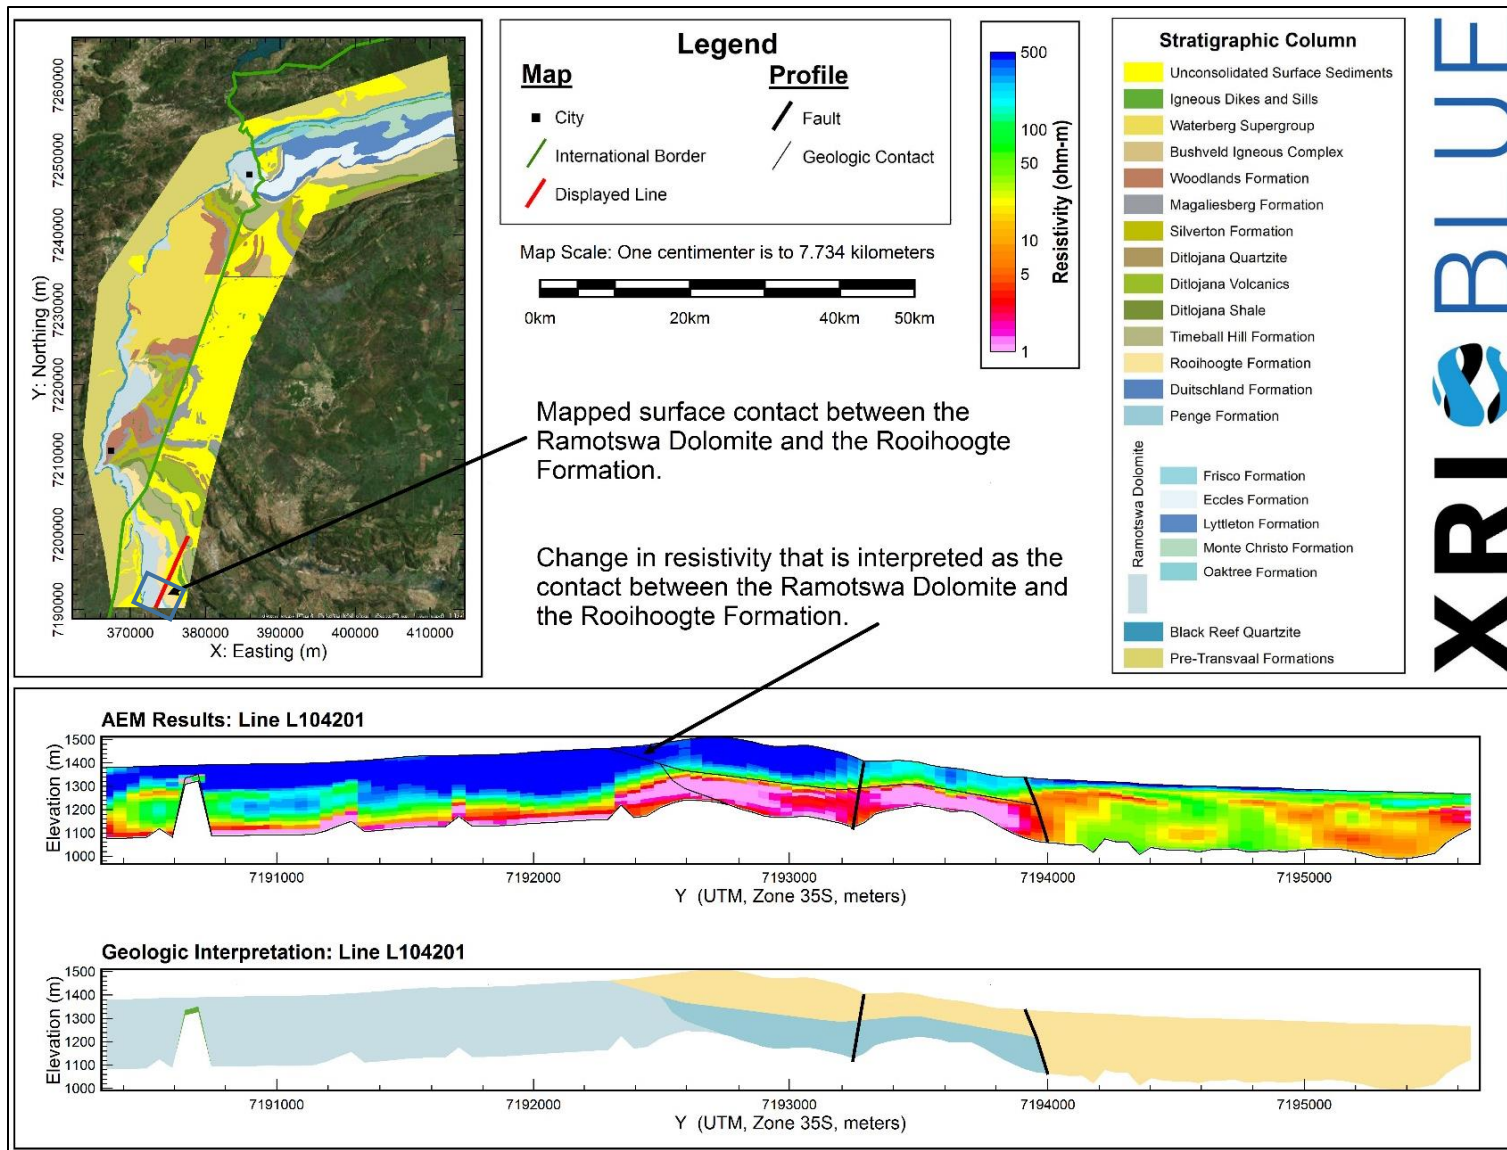 7260000
7250000
7240000
7230000
7220000
7210000
7200000
7190000
Y: Northing (m)
370000 380000 390000 400000 410000
X: Easting (m)
Legend
Map
City
International Border
Displayed Line
Profile
Fault
Geologic Contact
Map Scale: One centimenter is to 7.734 kilometers
0km 20km 40km 50km
500
100
50
10
5
1
Resistivity (ohm-m)
Stratigraphic Column
Unconsolidated Surface Sediments
Igneous Dikes and Sills
Waterberg Supergroup
Bushveld Igneous Complex
Woodlands Formation
Magaliesberg Formation
Silverton Formation
Ditlojana Quartzite
Ditlojana Volcanics
Ditlojana Shale
Timeball Hill Formation
Rooihoogte Formation
Duitschland Formation
Penge Formation
Ramotswa Dolomite
Frisco Formation
Eccles Formation
Lyttleton Formation
Monte Christo Formation
Oaktree Formation
Black Reef Quartzite
Pre-Transvaal Formations
XRI BLUE
Mapped surface contact between the
Ramotswa Dolomite and the Rooihoogte
Formation.
Change in resistivity that is interpreted as the
contact between the Ramotswa Dolomite and
the Rooihoogte Formation.
AEM Results: Line L104201
Elevation (m)
1500
1400
1300
1200
1100
1000
7191000 7192000 7193000 7194000 7195000
Y (UTM, Zone 35S, meters)
Geologic Interpretation: Line L104201
Elevation (m)
1500
1400
1300
1200
1100
1000
7191000 7192000 7193000 7194000 7195000
Y (UTM, Zone 35S, meters)